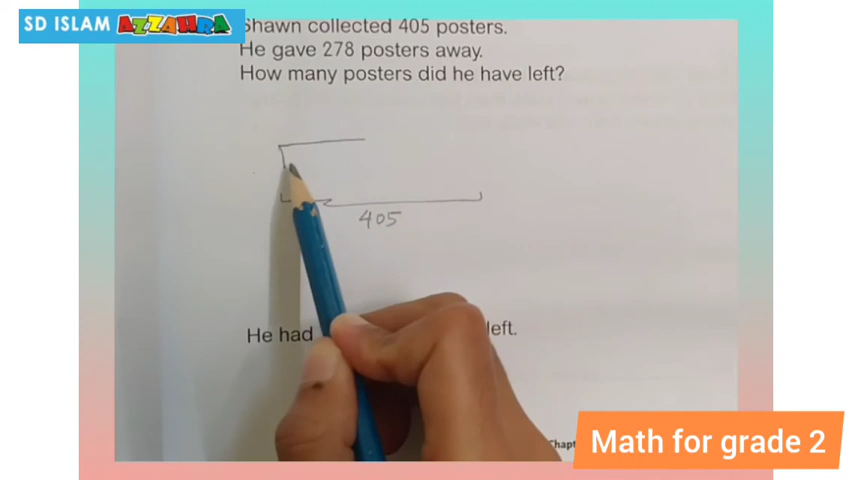 SD ISLAM AZZAHRA
Shawn collected 405 posters.
He gave 278 posters away.
How many posters did he have left?
405
He had
left.
Chapt
Math for grade 2